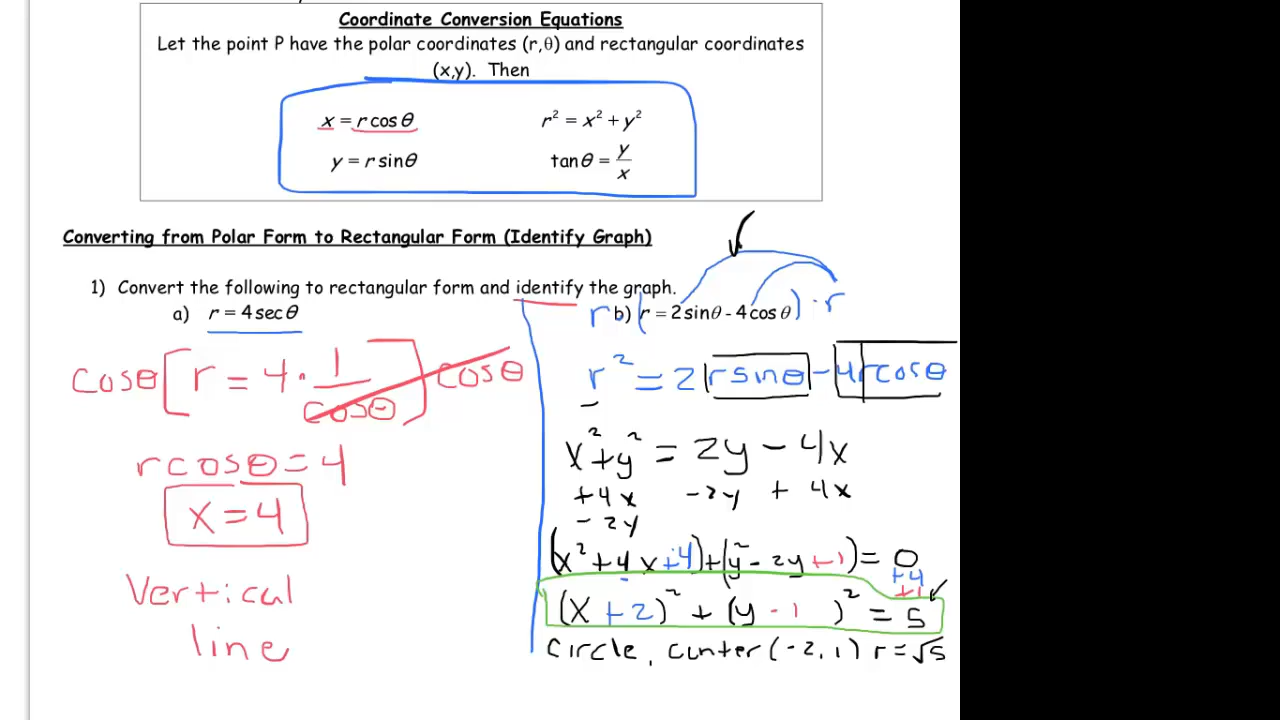 Coordinate Conversion Equations
Let the point P have the polar coordinates (r,θ) and rectangular coordinates
(x,y). Then
x = r cos θ
r² = x² + y²
y = r sin θ
tan θ = y/x
Converting from Polar Form to Rectangular Form (Identify Graph)
1) Convert the following to rectangular form and identify the graph.
a) r = 4 sec θ
cosθ [ r = 4 · 1/cosθ ] cosθ
r cosθ = 4
x = 4
Vertical
line
r · b) ( r = 2 sin θ - 4 cos θ ) · r
r² = 2 r sinθ - 4 r cosθ
x² + y² = 2y - 4x
+4x -2y + 4x
- 2y
(x² + 4x + 4) + (y² - 2y + 1) = 0
+4
+1
(x + 2)² + (y - 1 )² = 5
Circle, center (-2, 1) r = √5